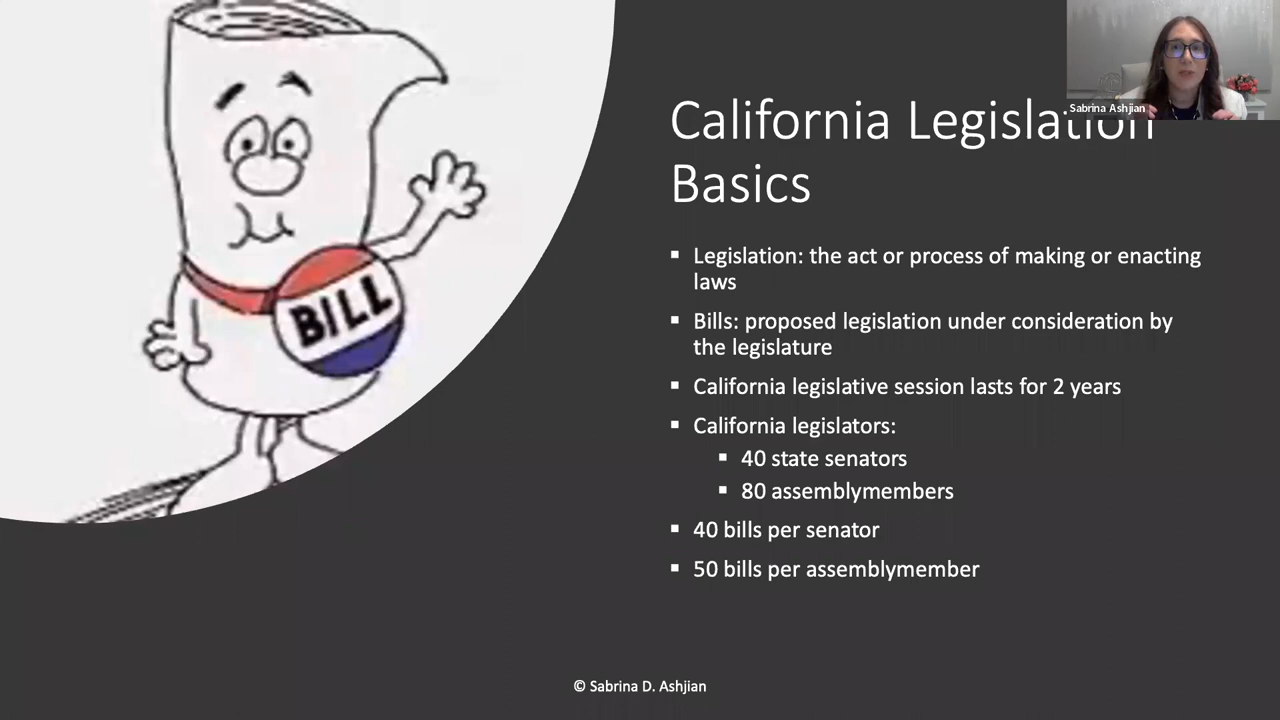 Sabrina Ashjian
California Legislation
Basics
▪ Legislation: the act or process of making or enacting
laws
▪ Bills: proposed legislation under consideration by
the legislature
▪ California legislative session lasts for 2 years
▪ California legislators:
▪ 40 state senators
▪ 80 assemblymembers
▪ 40 bills per senator
▪ 50 bills per assemblymember
BILL
© Sabrina D. Ashjian